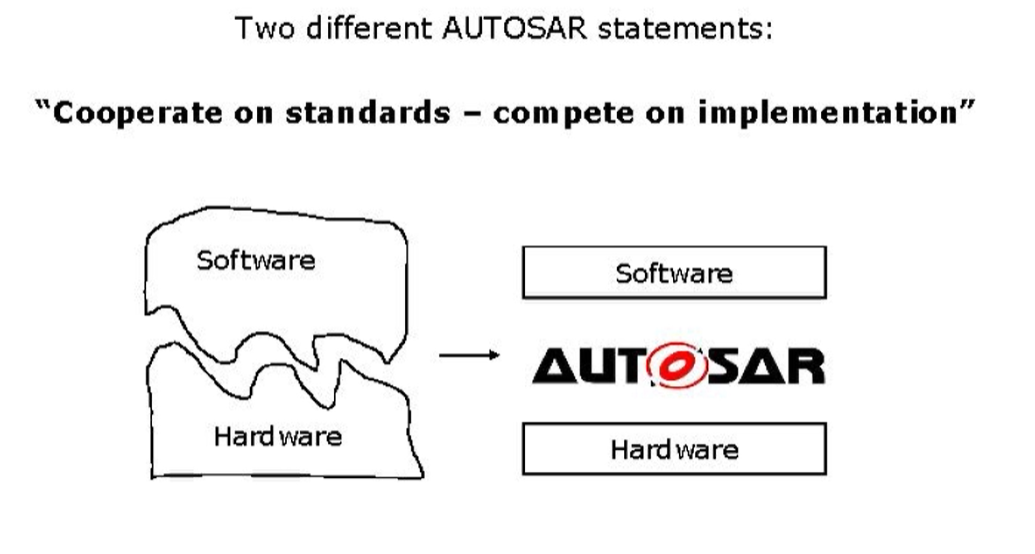 Two different AUTOSAR statements:
“Cooperate on standards – compete on implementation”
Software
Hardware
Software
AUTOSAR
Hardware